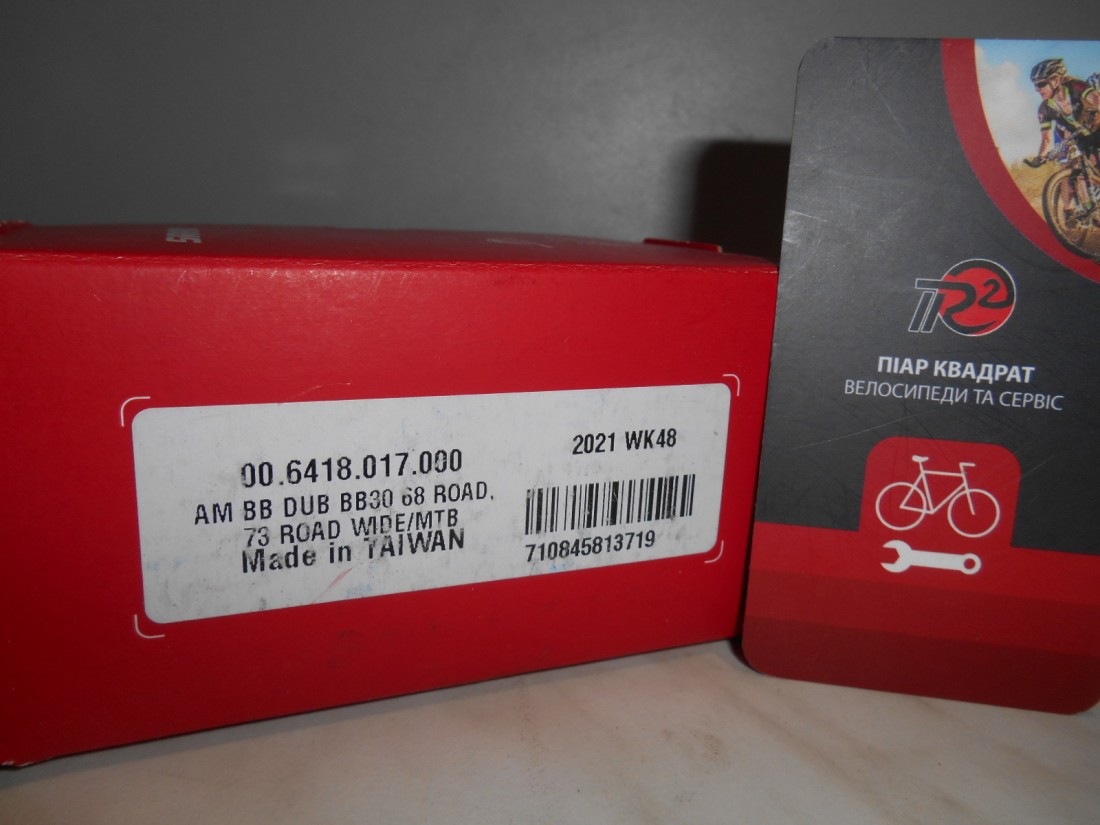 00.6418.017.000
2021 WK48
AM BB DUB BB30 68 ROAD,
73 ROAD WIDE/MTB
Made in TAIWAN
710845813719
ПR2
ПІАР КВАДРАТ
ВЕЛОСИПЕДИ ТА СЕРВІС